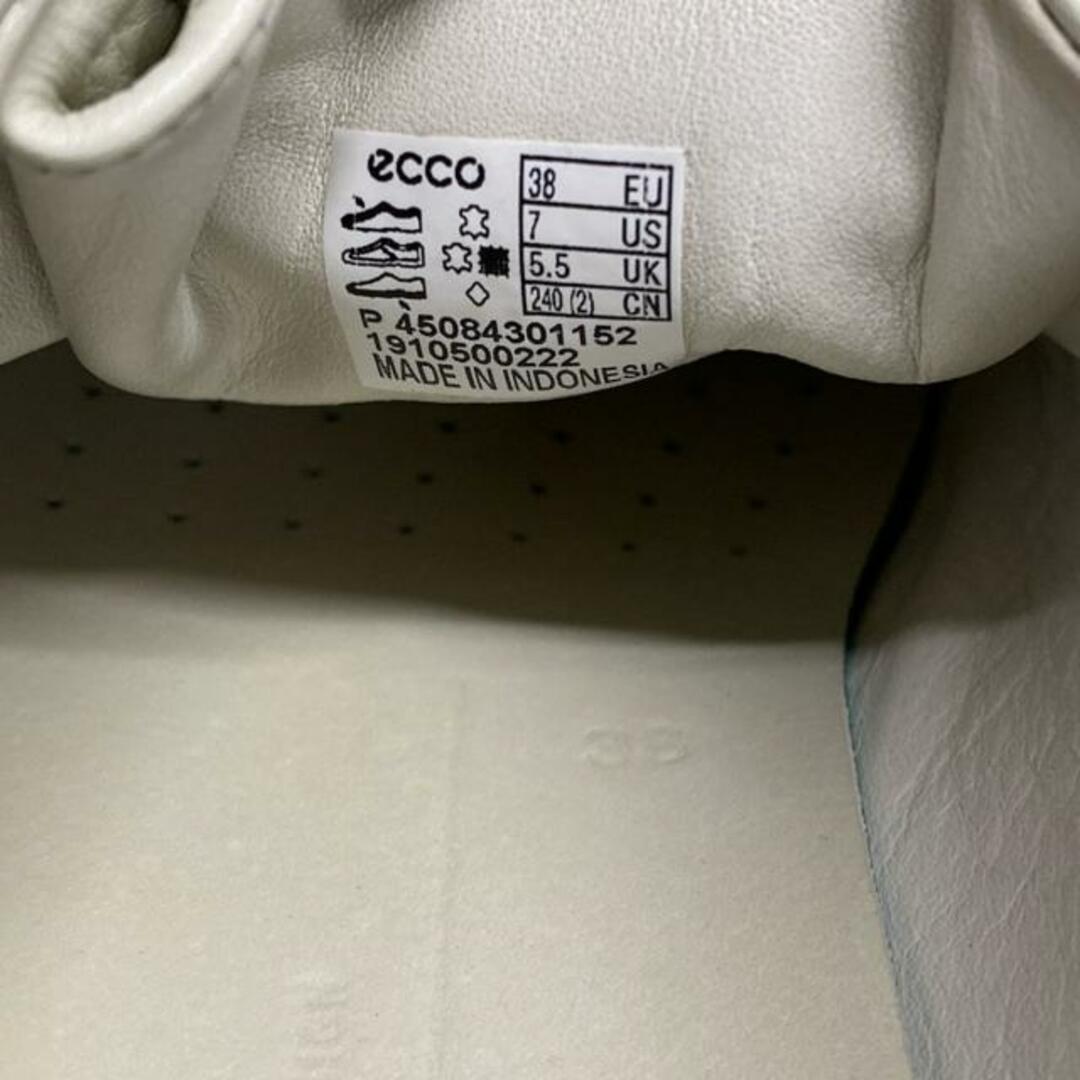 ecco
38 EU
7 US
5.5 UK
240 (2) CN
P 45084301152
1910500222
MADE IN INDONESIA
38